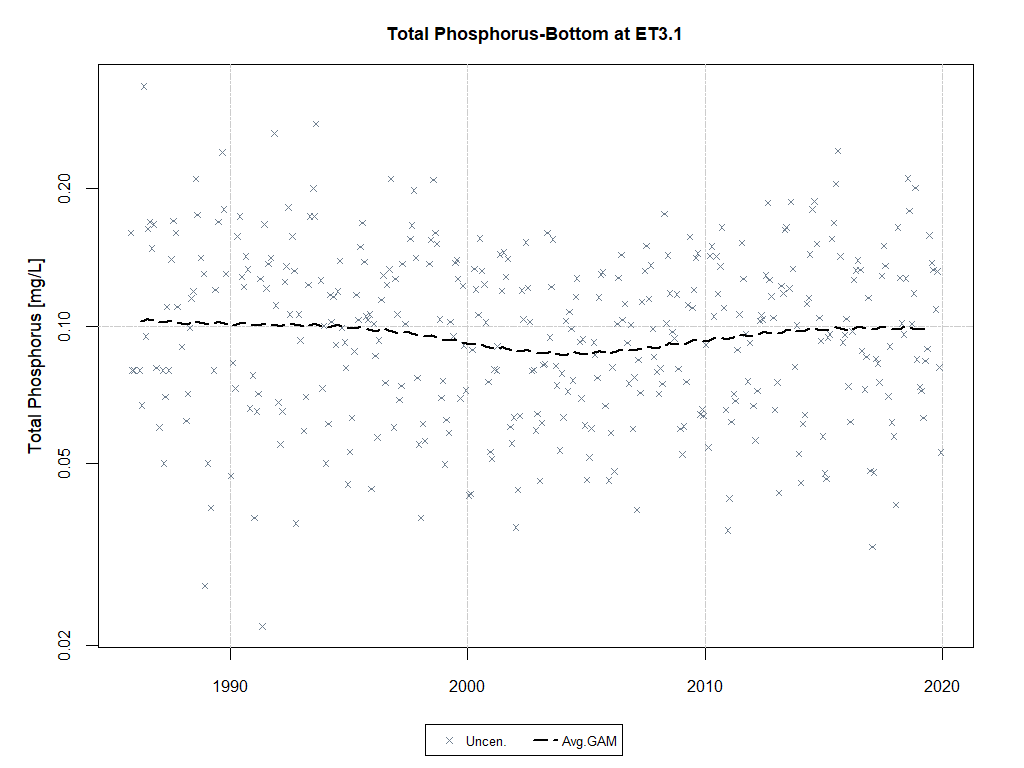 Total Phosphorus-Bottom at ET3.1
Total Phosphorus [mg/L]
0.20
0.10
0.05
0.02
1990 2000 2010 2020
Uncen. Avg.GAM